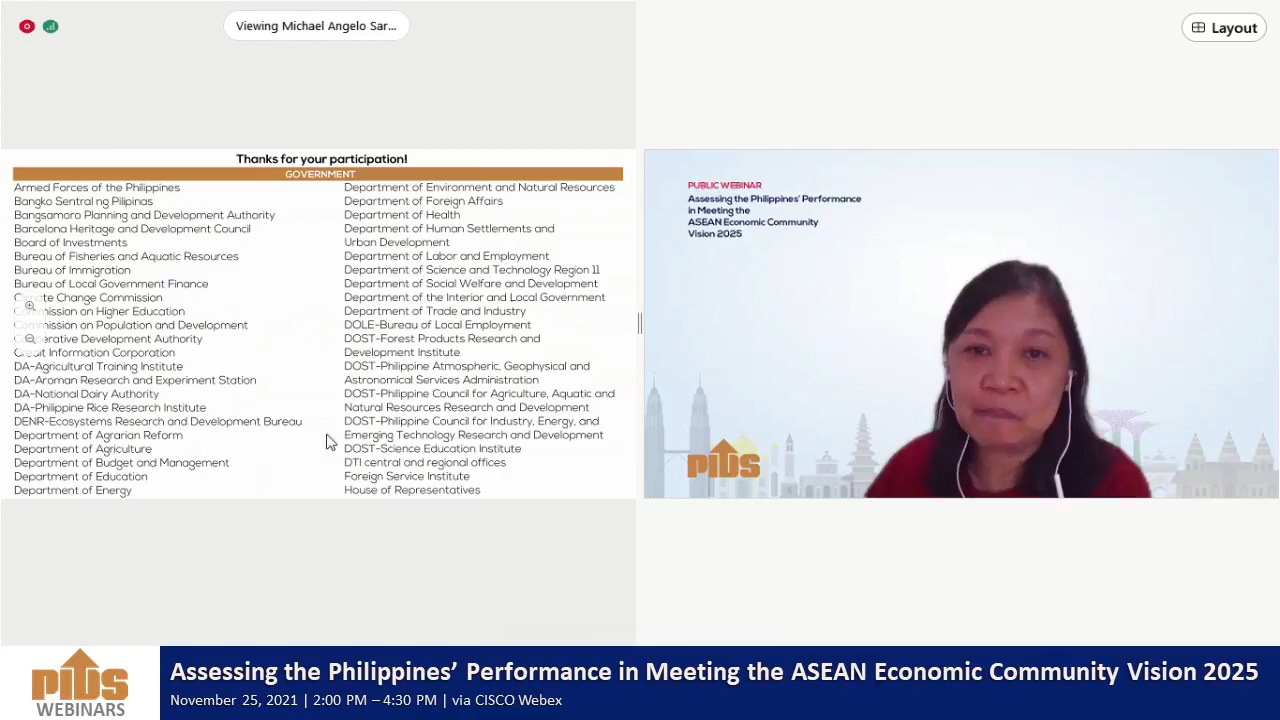 Viewing Michael Angelo Sar...
Layout
Thanks for your participation!
GOVERNMENT
Armed Forces of the Philippines
Bangko Sentral ng Pilipinas
Bangsamoro Planning and Development Authority
Barcelona Heritage and Development Council
Board of Investments
Bureau of Fisheries and Aquatic Resources
Bureau of Immigration
Bureau of Local Government Finance
Climate Change Commission
Commission on Higher Education
Commission on Population and Development
Cooperative Development Authority
Credit Information Corporation
DA-Agricultural Training Institute
DA-Aroman Research and Experiment Station
DA-National Dairy Authority
DA-Philippine Rice Research Institute
DENR-Ecosystems Research and Development Bureau
Department of Agrarian Reform
Department of Agriculture
Department of Budget and Management
Department of Education
Department of Energy
Department of Environment and Natural Resources
Department of Foreign Affairs
Department of Health
Department of Human Settlements and
Urban Development
Department of Labor and Employment
Department of Science and Technology Region 11
Department of Social Welfare and Development
Department of the Interior and Local Government
Department of Trade and Industry
DOLE-Bureau of Local Employment
DOST-Forest Products Research and
Development Institute
DOST-Philippine Atmospheric, Geophysical and
Astronomical Services Administration
DOST-Philippine Council for Agriculture, Aquatic and
Natural Resources Research and Development
DOST-Philippine Council for Industry, Energy, and
Emerging Technology Research and Development
DOST-Science Education Institute
DTI central and regional offices
Foreign Service Institute
House of Representatives
PUBLIC WEBINAR
Assessing the Philippines' Performance
in Meeting the
ASEAN Economic Community
Vision 2025
pids
pids
WEBINARS
Assessing the Philippines' Performance in Meeting the ASEAN Economic Community Vision 2025
November 25, 2021 | 2:00 PM – 4:30 PM | via CISCO Webex